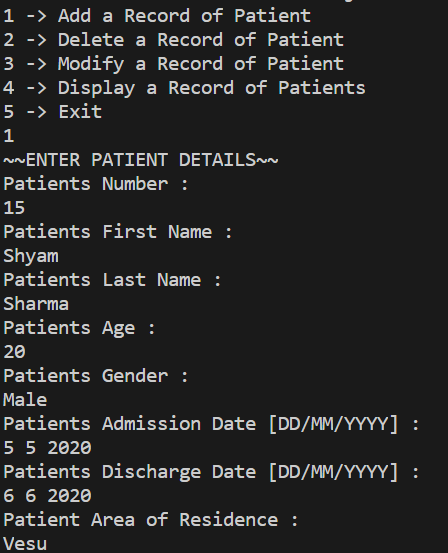 1 -> Add a Record of Patient
2 -> Delete a Record of Patient
3 -> Modify a Record of Patient
4 -> Display a Record of Patients
5 -> Exit
1
~~ENTER PATIENT DETAILS~~
Patients Number :
15
Patients First Name :
Shyam
Patients Last Name :
Sharma
Patients Age :
20
Patients Gender :
Male
Patients Admission Date [DD/MM/YYYY] :
5 5 2020
Patients Discharge Date [DD/MM/YYYY] :
6 6 2020
Patient Area of Residence :
Vesu